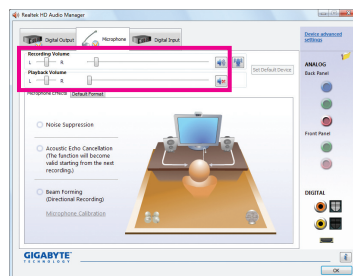 Realtek HD Audio Manager
Digital Output
Microphone
Digital Input
Device advanced
settings
Recording Volume
L
R
Set Default Device
Playback Volume
L
R
ANALOG
Back Panel
Microphone Effects
Default Format
Noise Suppression
Acoustic Echo Cancellation
(The function will become
valid starting from the next
recording.)
Front Panel
Beam Forming
(Directional Recording)
Microphone Calibration
DIGITAL
GIGABYTE
TECHNOLOGY
i
OK